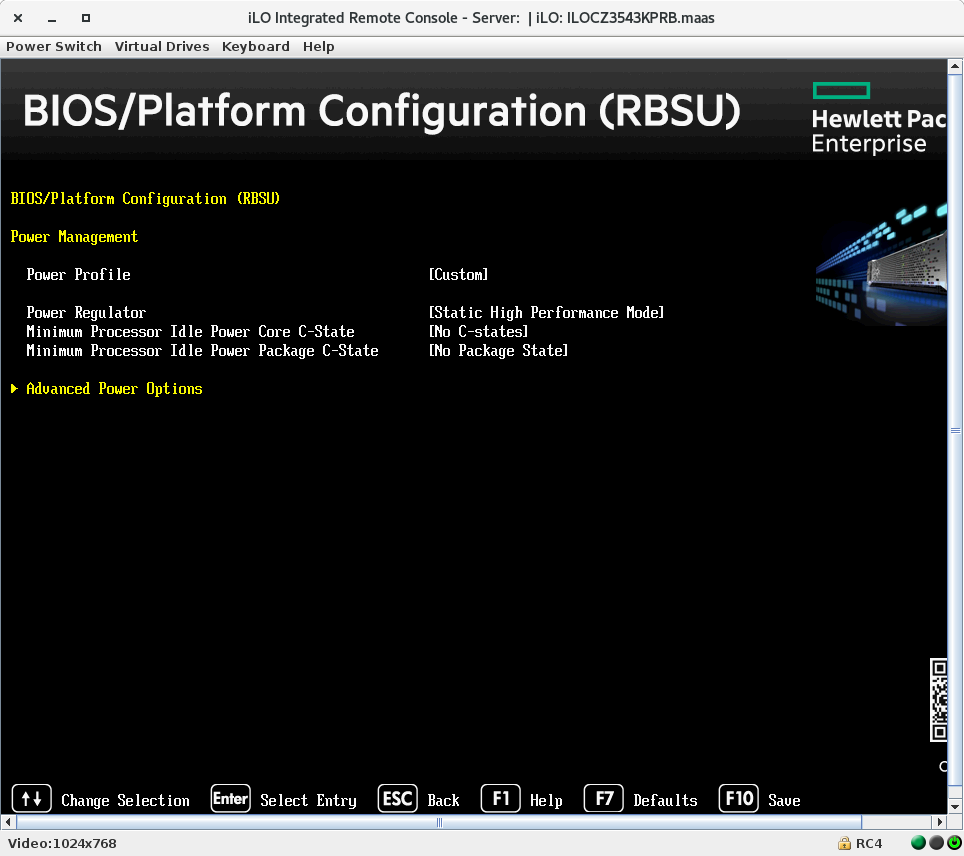 iLO Integrated Remote Console - Server:  | iLO: ILOCZ3543KPRB.maas
Power Switch Virtual Drives Keyboard Help
BIOS/Platform Configuration (RBSU)
Hewlett Pac
Enterprise
BIOS/Platform Configuration (RBSU)
Power Management
Power Profile [Custom]
Power Regulator [Static High Performance Mode]
Minimum Processor Idle Power Core C-State [No C-states]
Minimum Processor Idle Power Package C-State [No Package State]
Advanced Power Options
↑↓ Change Selection Enter Select Entry ESC Back F1 Help F7 Defaults F10 Save
Video:1024x768 RC4